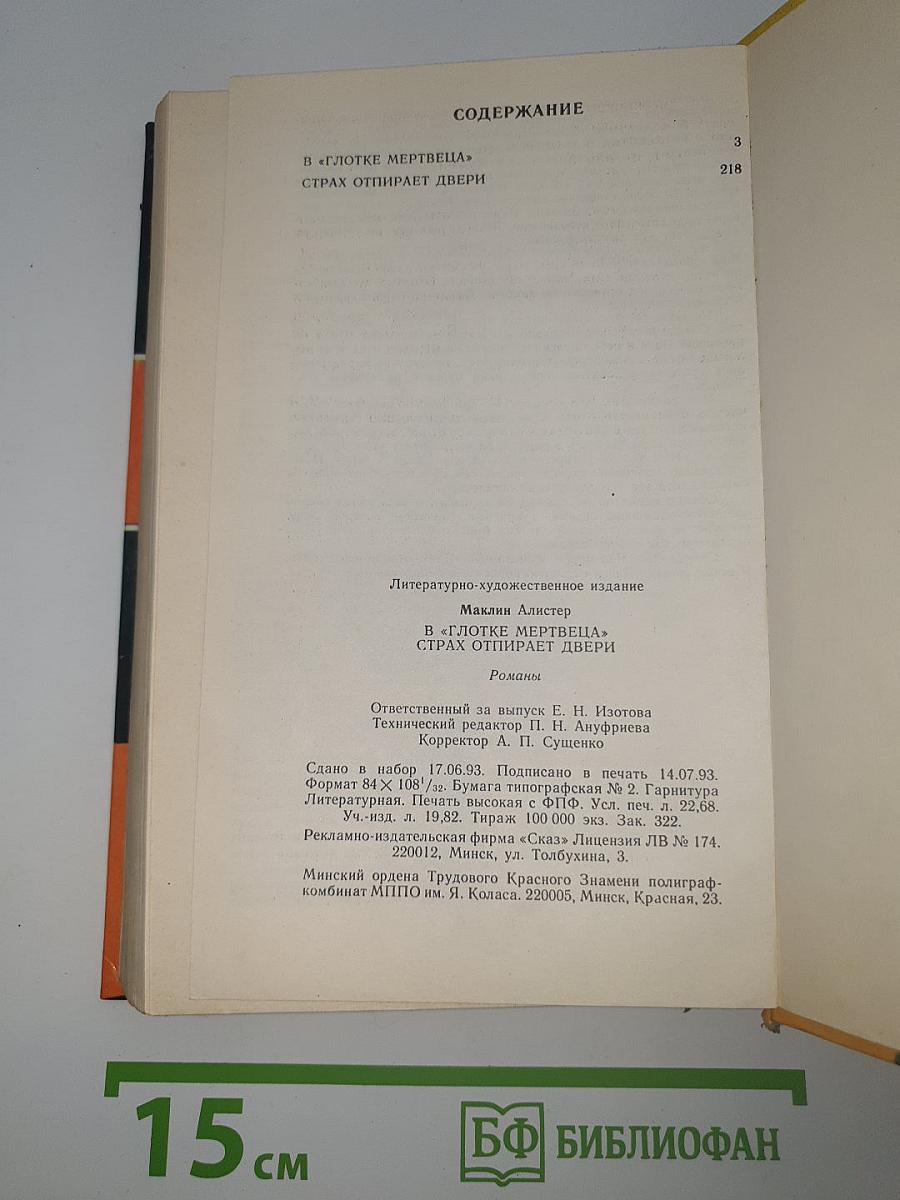 СОДЕРЖАНИЕ
В «ГЛОТКЕ МЕРТВЕЦА» 3
СТРАХ ОТПИРАЕТ ДВЕРИ 218
Литературно-художественное издание
Маклин Алистер
В «ГЛОТКЕ МЕРТВЕЦА»
СТРАХ ОТПИРАЕТ ДВЕРИ
Романы
Ответственный за выпуск Е. Н. Изотова
Технический редактор П. Н. Ануфриева
Корректор А. П. Сущенко
Сдано в набор 17.06.93. Подписано в печать 14.07.93.
Формат 84×108¹/₃₂. Бумага типографская № 2. Гарнитура
Литературная. Печать высокая с ФПФ. Усл. печ. л. 22,68.
Уч.-изд. л. 19,82. Тираж 100 000 экз. Зак. 322.
Рекламно-издательская фирма «Сказ» Лицензия ЛВ № 174.
220012, Минск, ул. Толбухина, 3.
Минский ордена Трудового Красного Знамени полиграф-
комбинат МППО им. Я. Коласа. 220005, Минск, Красная, 23.
15 см
БФ БИБЛИОФАН